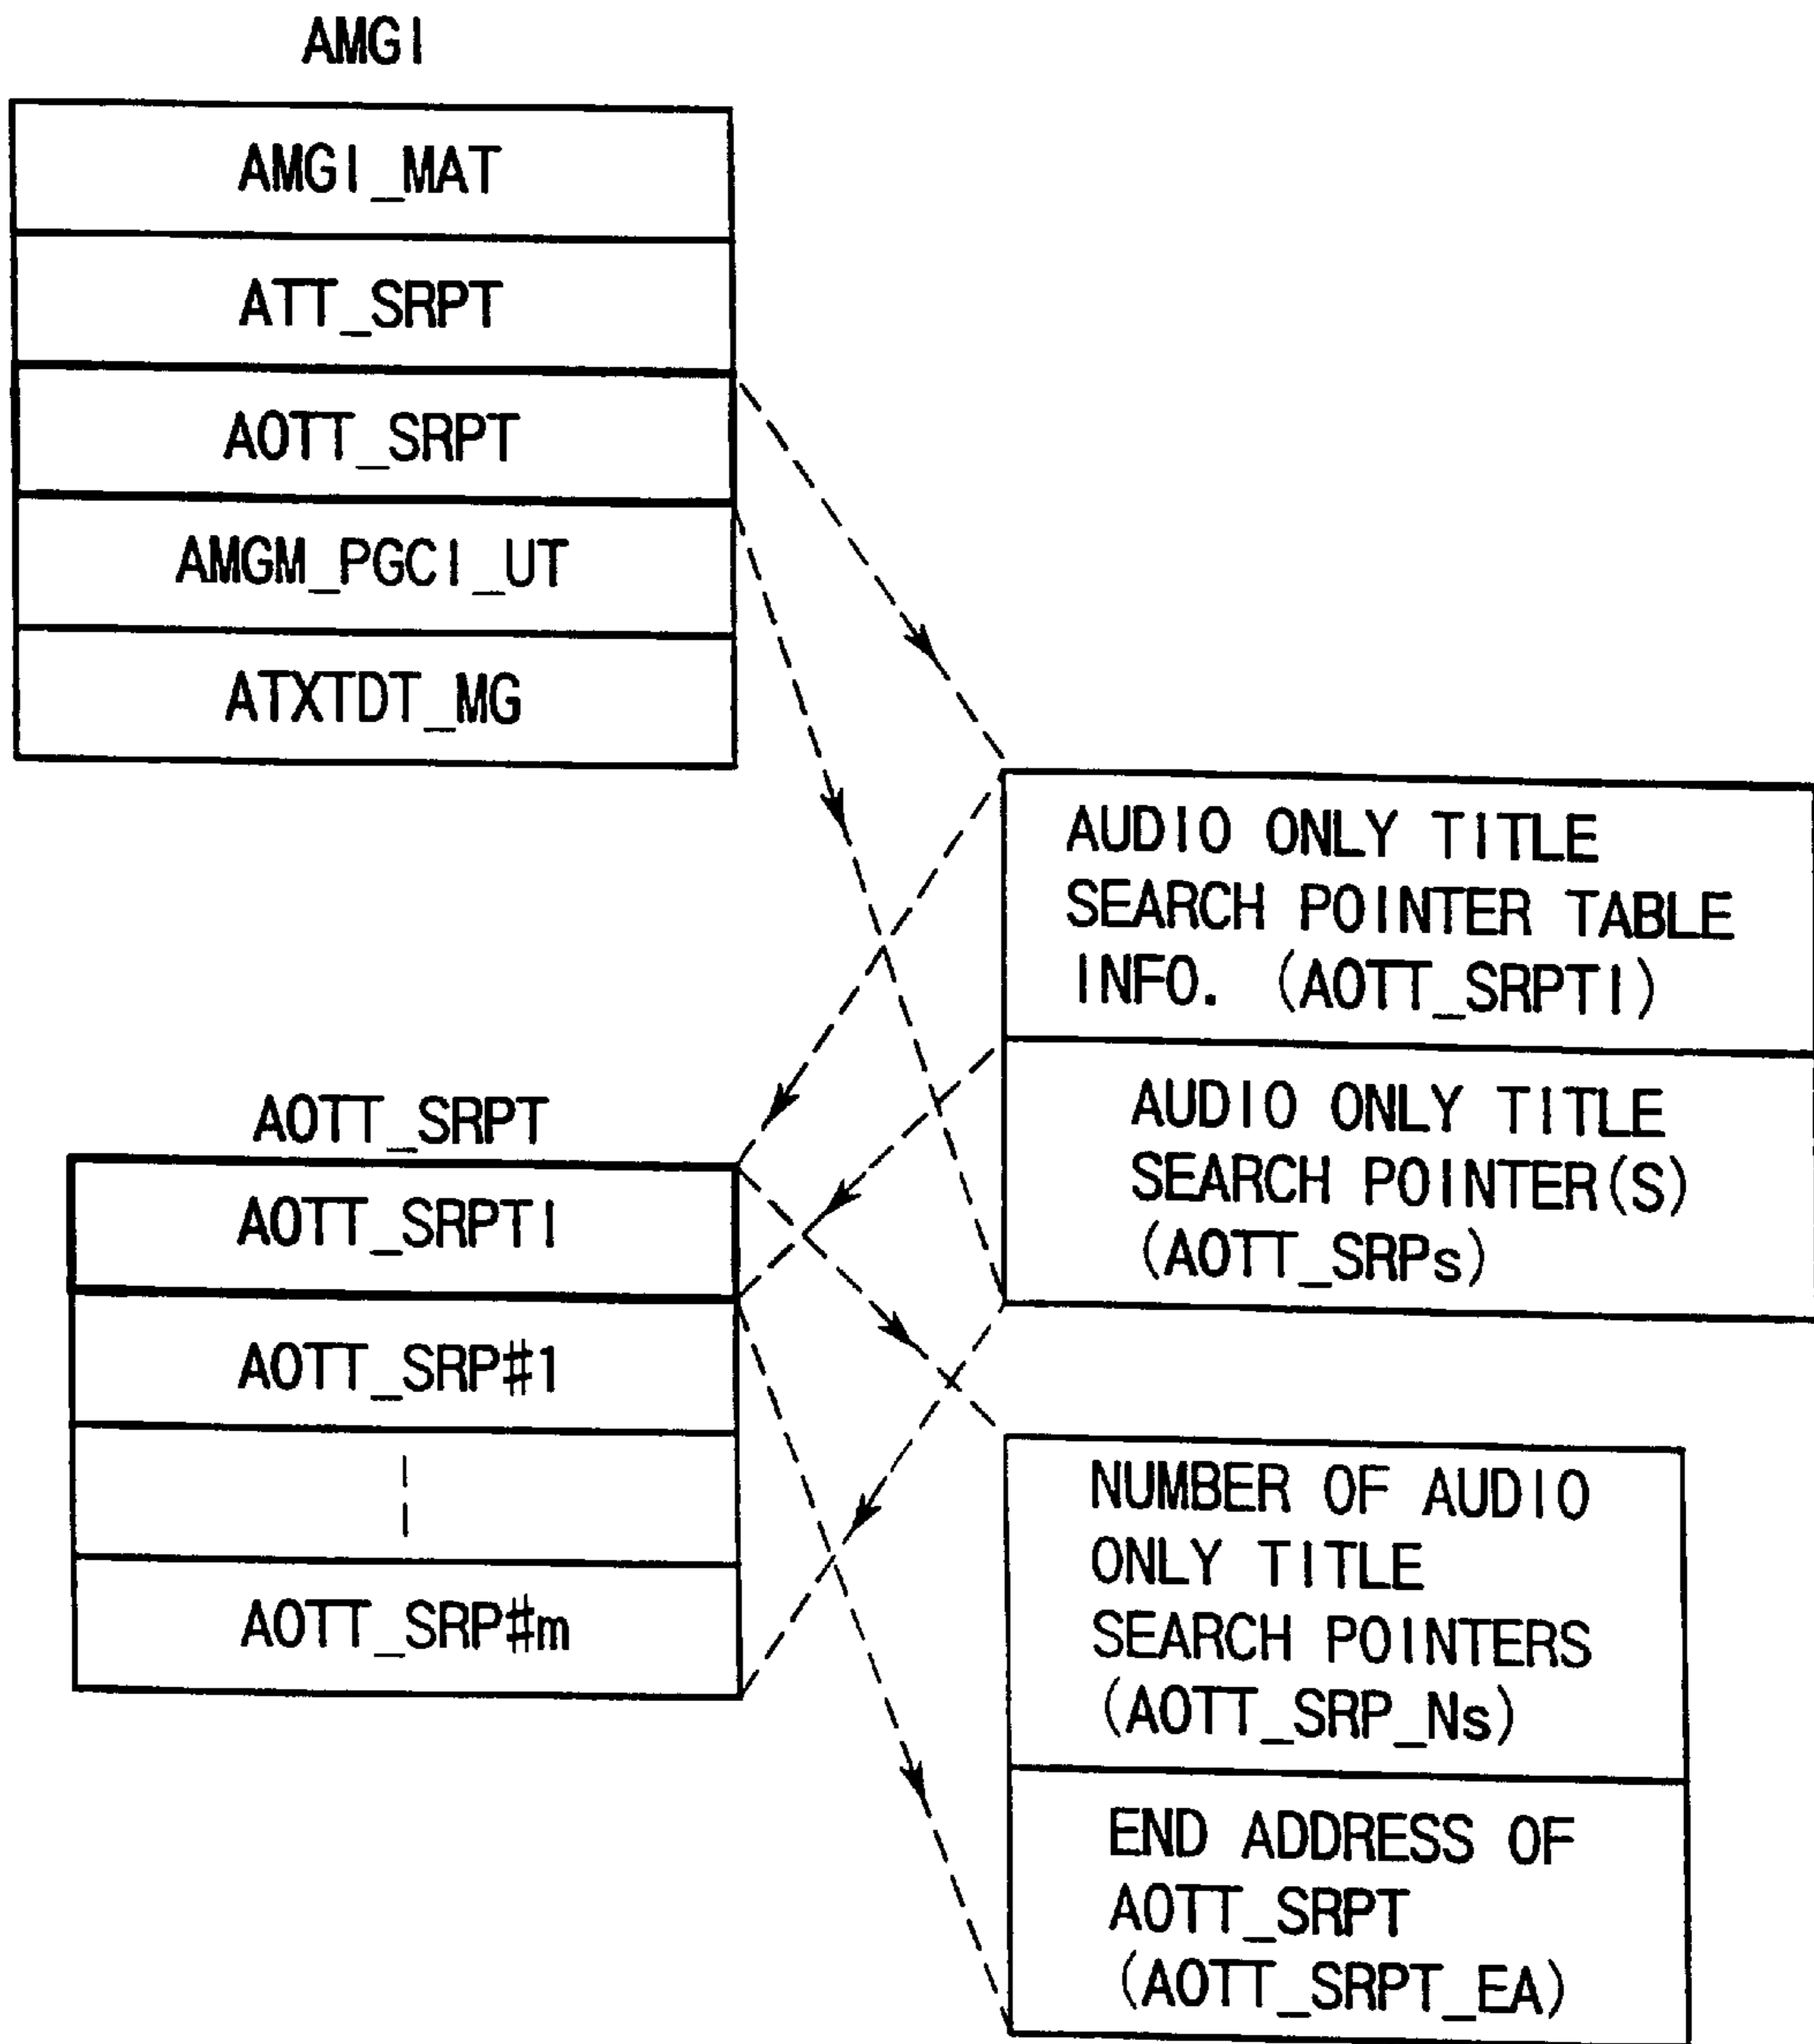 AMGI
AMGI_MAT
ATT_SRPT
AOTT_SRPT
AMGM_PGCI_UT
ATXTDT_MG
AUDIO ONLY TITLE
SEARCH POINTER TABLE
INFO. (AOTT_SRPTI)
AUDIO ONLY TITLE
SEARCH POINTER(S)
(AOTT_SRPs)
AOTT_SRPT
AOTT_SRPTI
AOTT_SRP#1
AOTT_SRP#m
NUMBER OF AUDIO
ONLY TITLE
SEARCH POINTERS
(AOTT_SRP_Ns)
END ADDRESS OF
AOTT_SRPT
(AOTT_SRPT_EA)